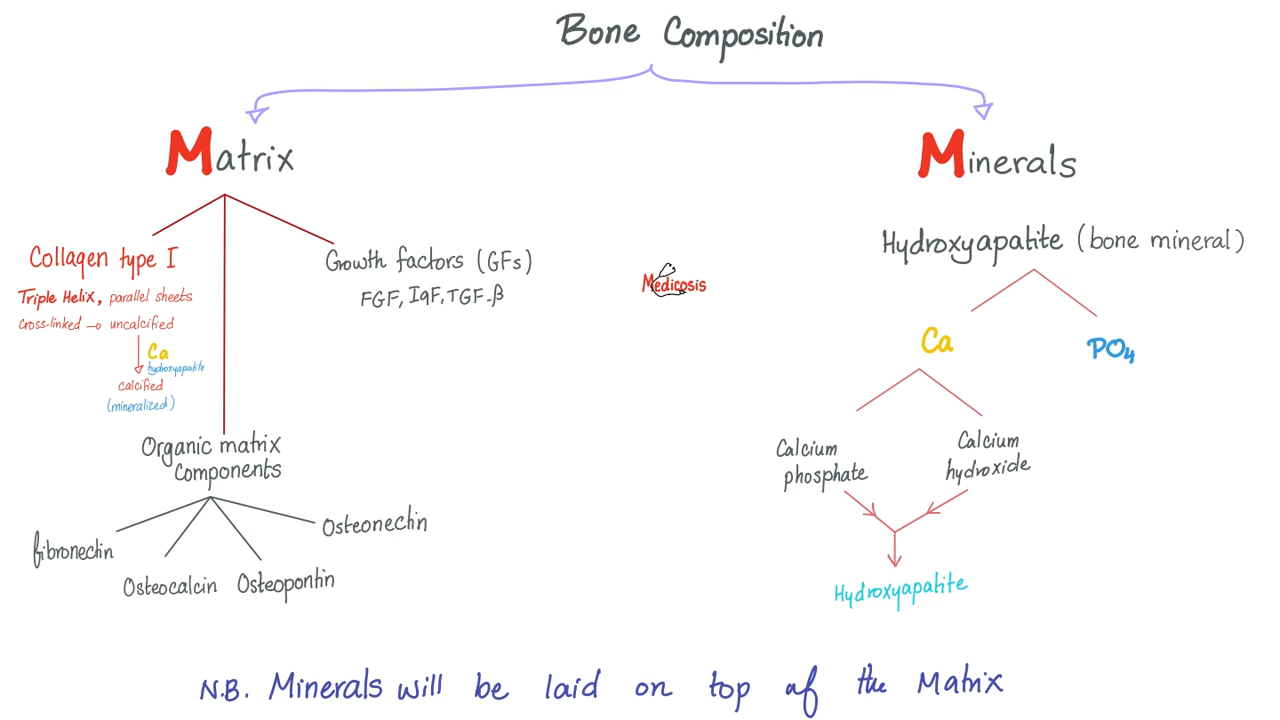 Bone Composition
Matrix
Collagen type I
Triple Helix, parallel sheets
Cross-linked → uncalcified
Ca
hydroxyapatite
calcified
(mineralized)
Growth factors (GFs)
FGF, IgF, TGF-β
Organic matrix
Components
fibronectin
Osteocalcin
Osteopontin
Osteonectin
Medicosis
Minerals
Hydroxyapatite (bone mineral)
Ca
PO4
Calcium
phosphate
Calcium
hydroxide
Hydroxyapatite
N.B. Minerals will be laid on top of the Matrix